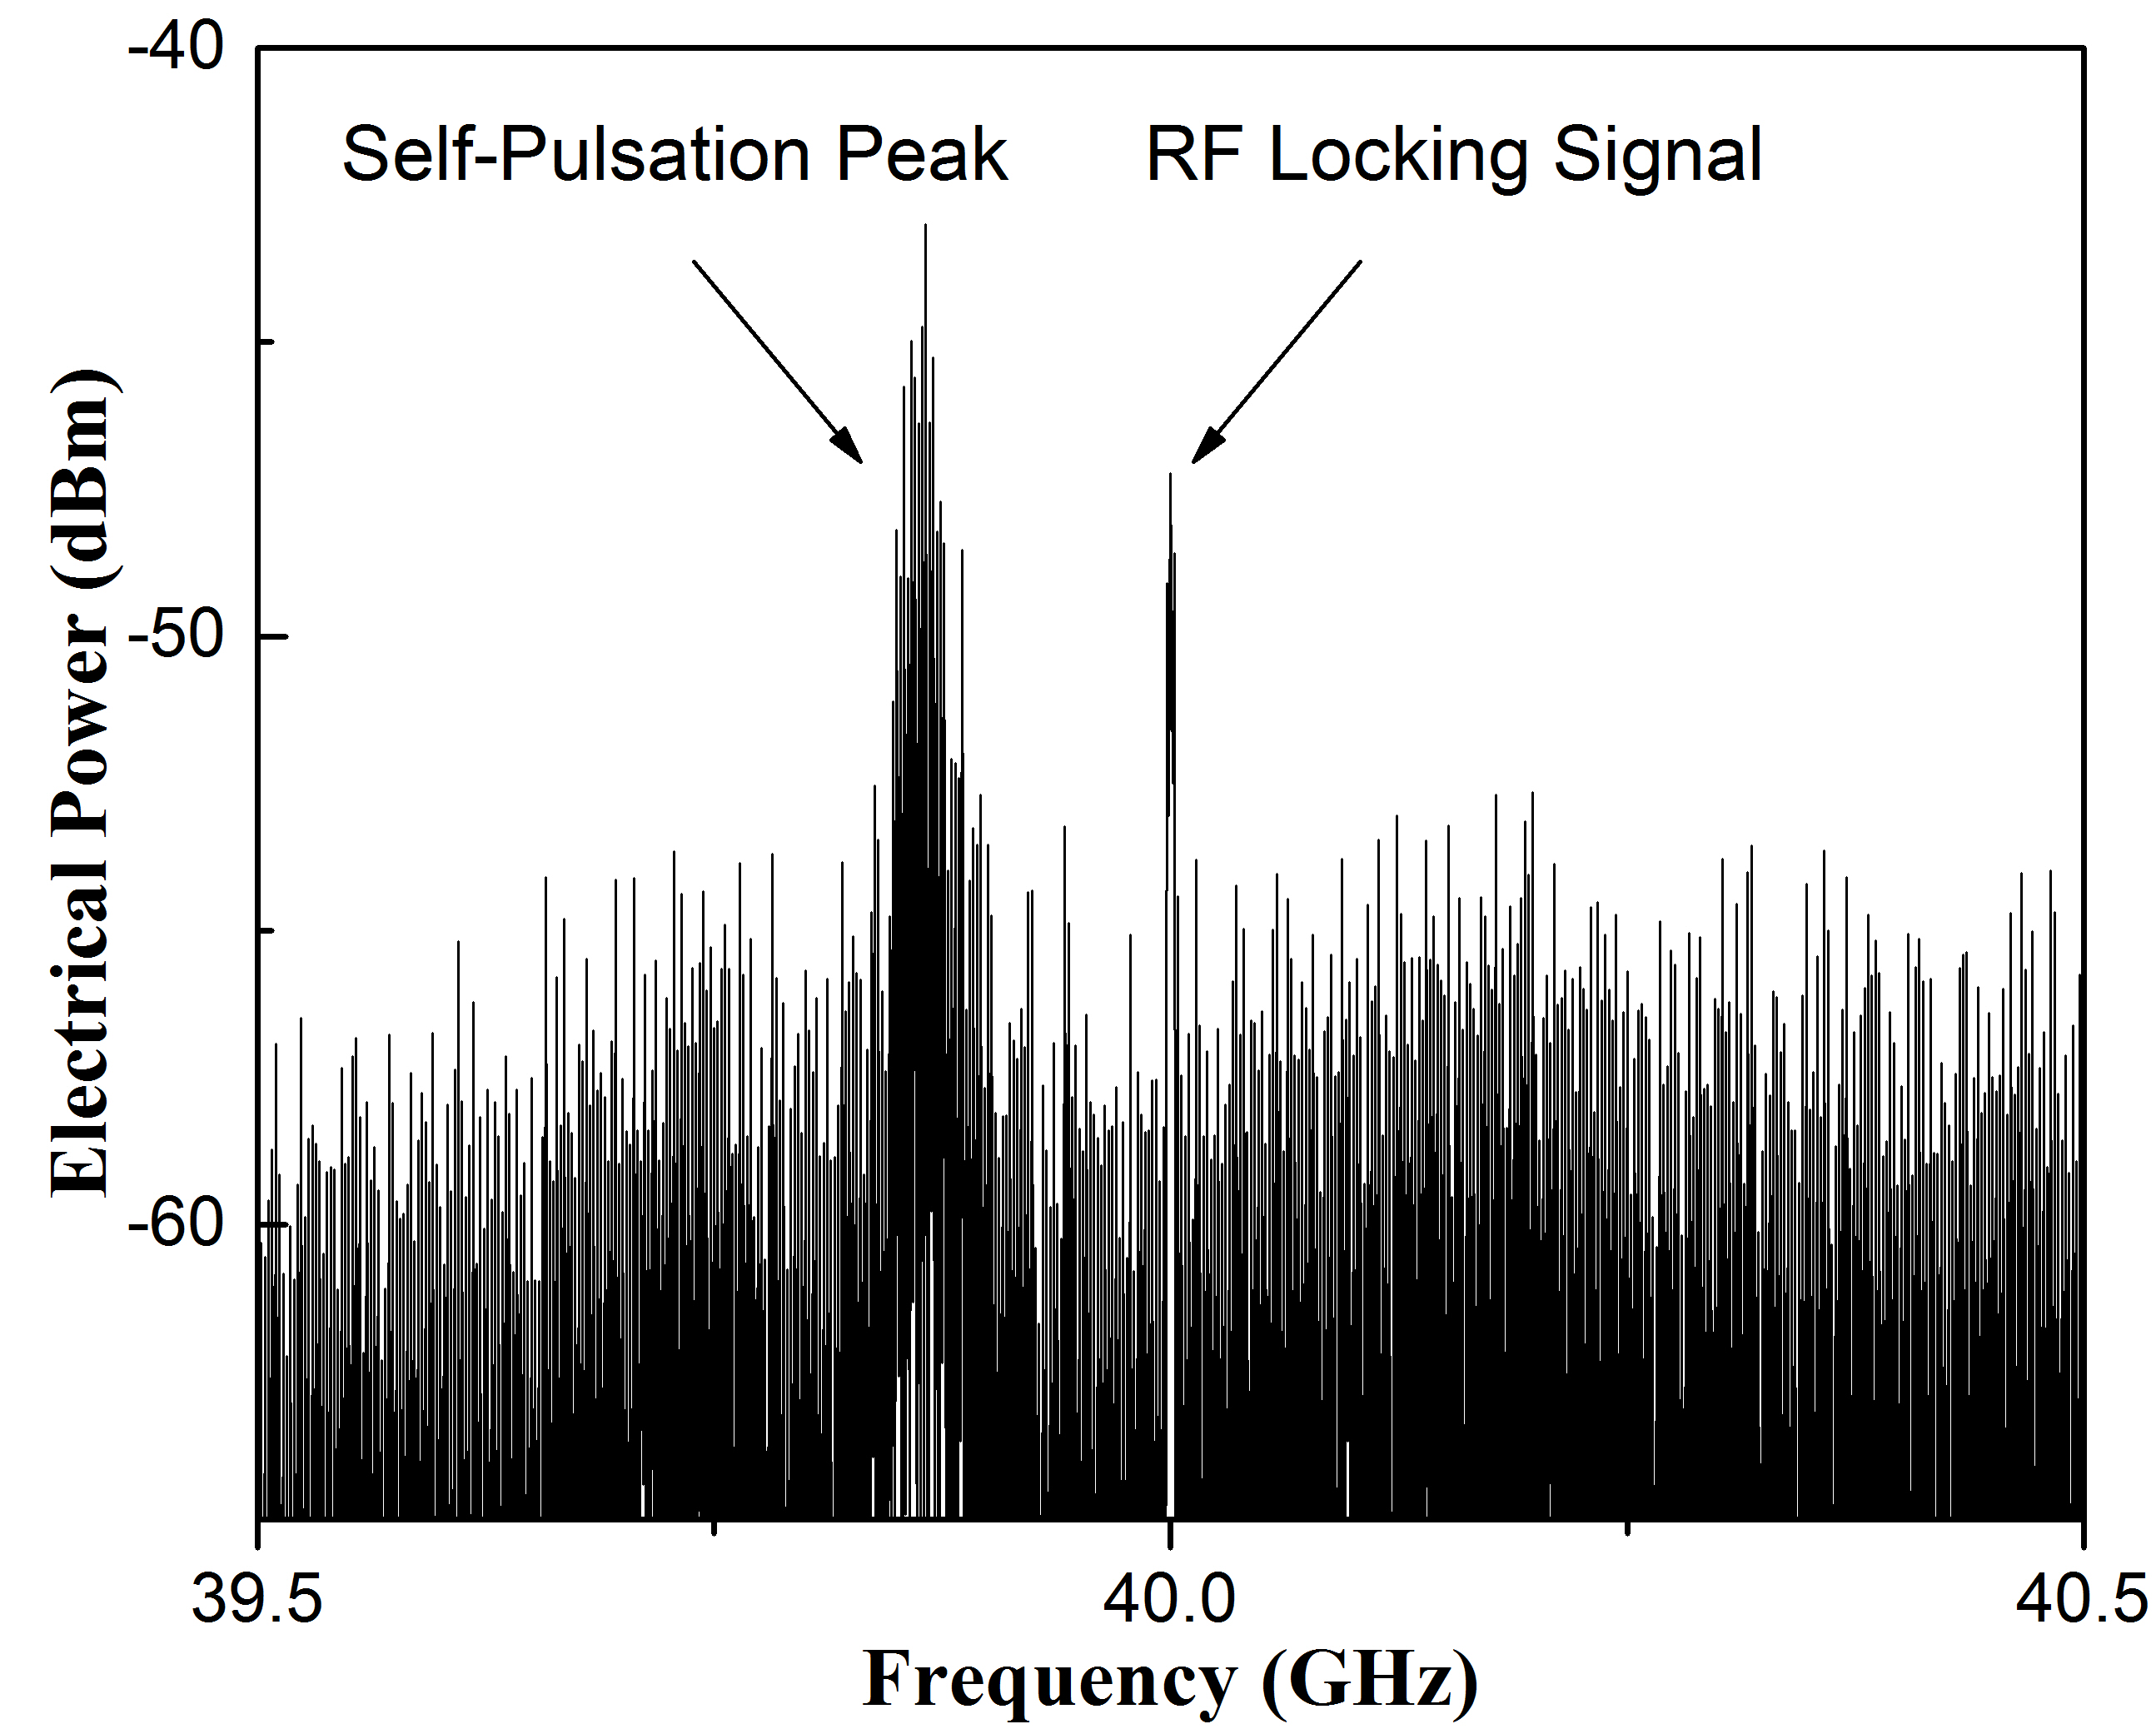 -40
Self-Pulsation Peak
RF Locking Signal
-50
-60
Electrical Power (dBm)
39.5
40.0
40.5
Frequency (GHz)